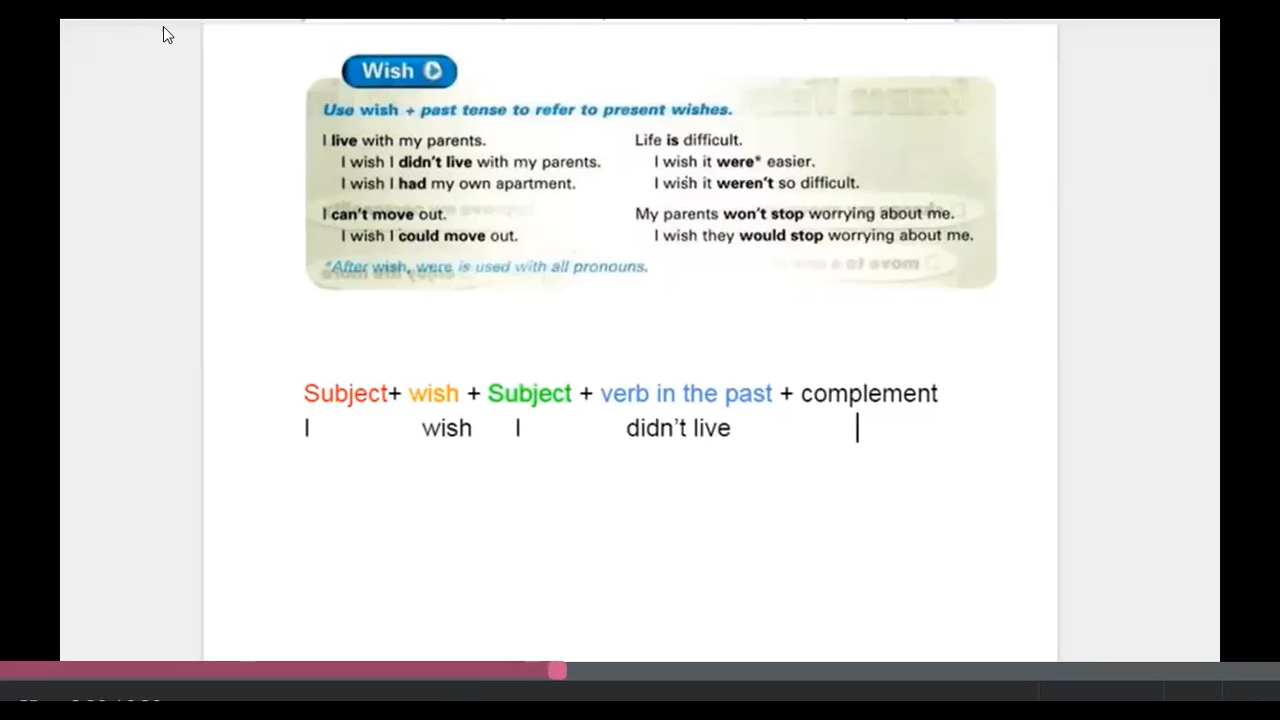 Wish
Use wish + past tense to refer to present wishes.
I live with my parents.
I wish I didn't live with my parents.
I wish I had my own apartment.
I can't move out.
I wish I could move out.
Life is difficult.
I wish it were* easier.
I wish it weren't so difficult.
My parents won't stop worrying about me.
I wish they would stop worrying about me.
*After wish, were is used with all pronouns.
Subject+ wish + Subject + verb in the past + complement
I wish I didn't live